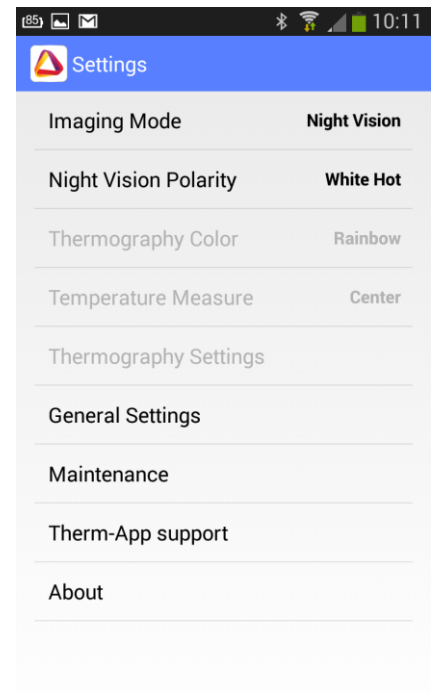 85 10:11
Settings
Imaging Mode Night Vision
Night Vision Polarity White Hot
Thermography Color Rainbow
Temperature Measure Center
Thermography Settings
General Settings
Maintenance
Therm-App support
About